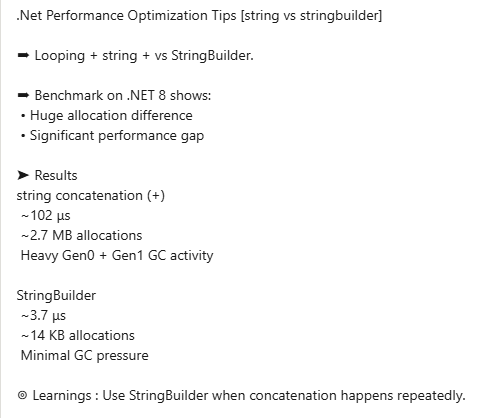 .Net Performance Optimization Tips [string vs stringbuilder]
➡ Looping + string + vs StringBuilder.
➡ Benchmark on .NET 8 shows:
• Huge allocation difference
• Significant performance gap
➤ Results
string concatenation (+)
~102 µs
~2.7 MB allocations
Heavy Gen0 + Gen1 GC activity
StringBuilder
~3.7 µs
~14 KB allocations
Minimal GC pressure
◎ Learnings : Use StringBuilder when concatenation happens repeatedly.